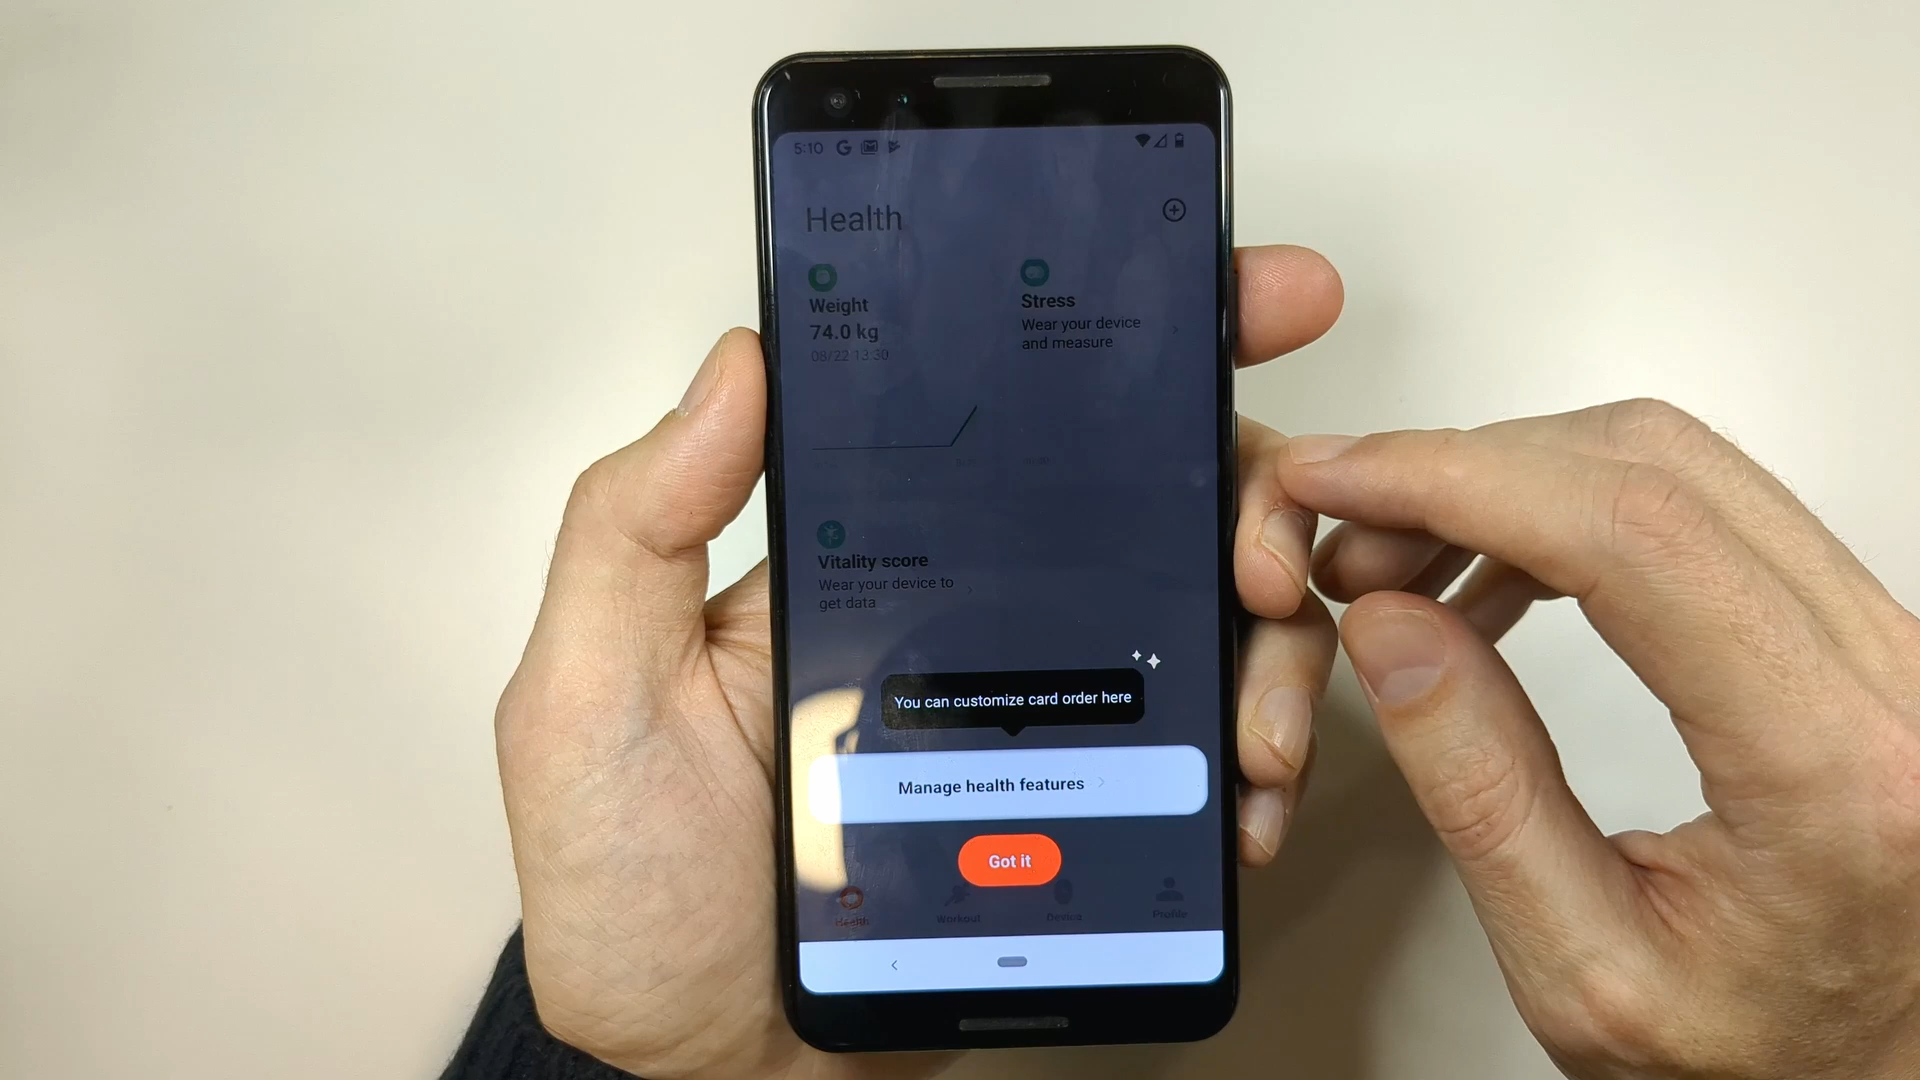 5:10
Health
Weight
74.0 kg
08/22 13:30
Stress
Wear your device
and measure
Vitality score
Wear your device to
get data
You can customize card order here
Manage health features
Got it
Health
Workout
Device
Profile